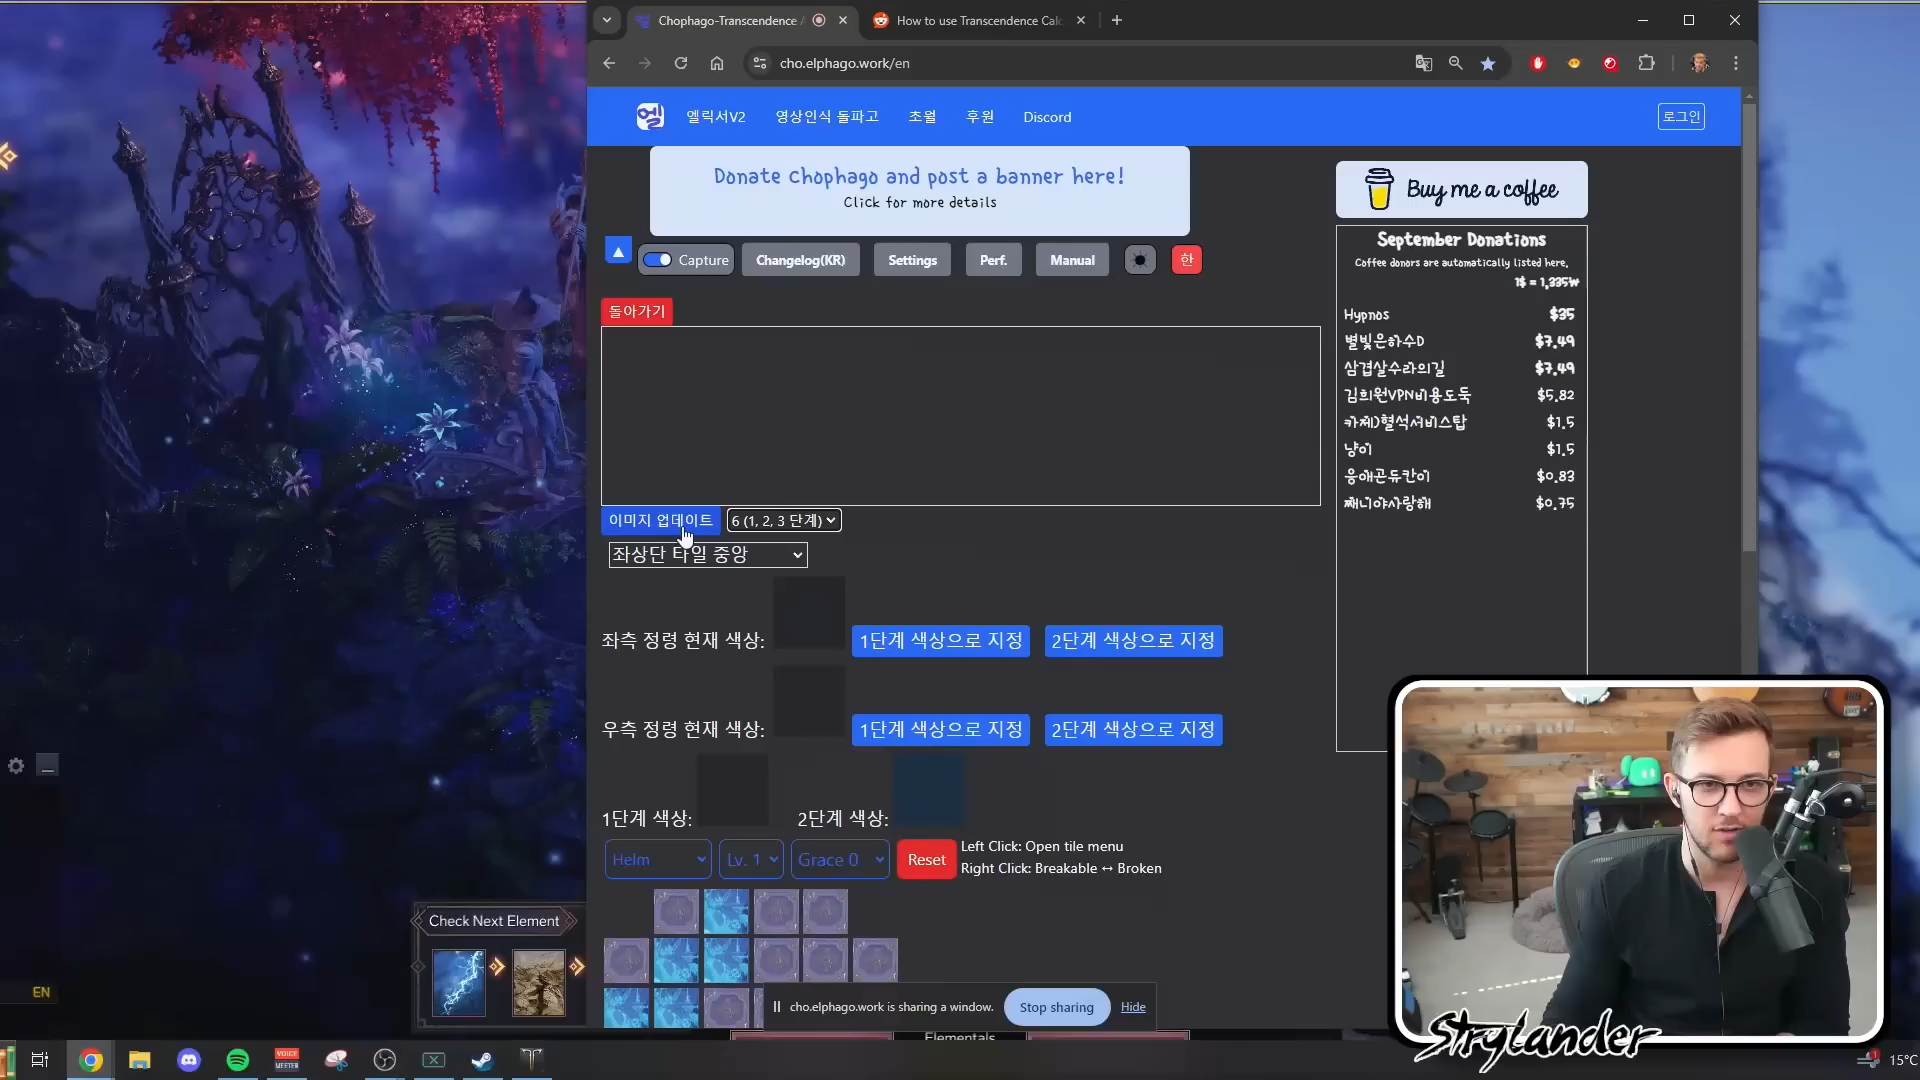 Chophago-Transcendence
How to use Transcendence Calc
cho.elphago.work/en
엘
엘릭서V2
영상인식 돌파고
초월
후원
Discord
로그인
Donate Chophago and post a banner here!
Click for more details
Buy me a coffee
▲
Capture
Changelog(KR)
Settings
Perf.
Manual
한
September Donations
Coffee donors are automatically listed here.
1$ = 1,335₩
Hypnos $35
별빛은하수D $7.49
삼겹살수라의길 $7.49
김희원VPN비용도둑 $5.82
카제)혈석서비스탑 $1.5
냥이 $1.5
응애곤듀칸이 $0.83
째니야사랑해 $0.75
돌아가기
이미지 업데이트
6 (1, 2, 3 단계)
좌상단 타일 중앙
좌측 정령 현재 색상:
1단계 색상으로 지정
2단계 색상으로 지정
우측 정령 현재 색상:
1단계 색상으로 지정
2단계 색상으로 지정
1단계 색상:
2단계 색상:
Helm
Lv. 1
Grace 0
Reset
Left Click: Open tile menu
Right Click: Breakable ↔ Broken
Check Next Element
EN
cho.elphago.work is sharing a window.
Stop sharing
Hide
Elementals
Strylander
VOICE
MEETER
15°C